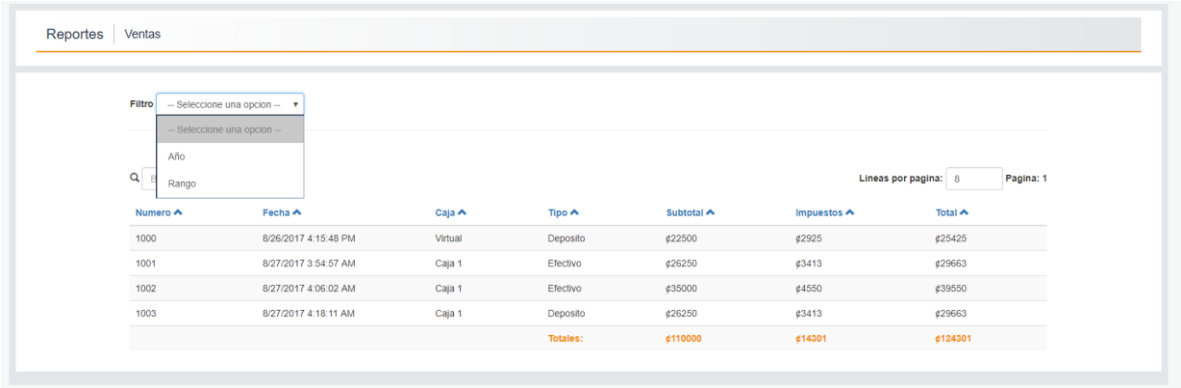 Reportes Ventas
Filtro -- Seleccione una opcion --
-- Seleccione una opcion --
Año
Rango
Lineas por pagina: 8 Pagina: 1
Numero Fecha Caja Tipo Subtotal Impuestos Total
1000 8/26/2017 4:15:48 PM Virtual Deposito ₡22500 ₡2925 ₡25425
1001 8/27/2017 3:54:57 AM Caja 1 Efectivo ₡26250 ₡3413 ₡29663
1002 8/27/2017 4:06:02 AM Caja 1 Efectivo ₡35000 ₡4550 ₡39550
1003 8/27/2017 4:18:11 AM Caja 1 Deposito ₡26250 ₡3413 ₡29663
Totales: ₡110000 ₡14301 ₡124301